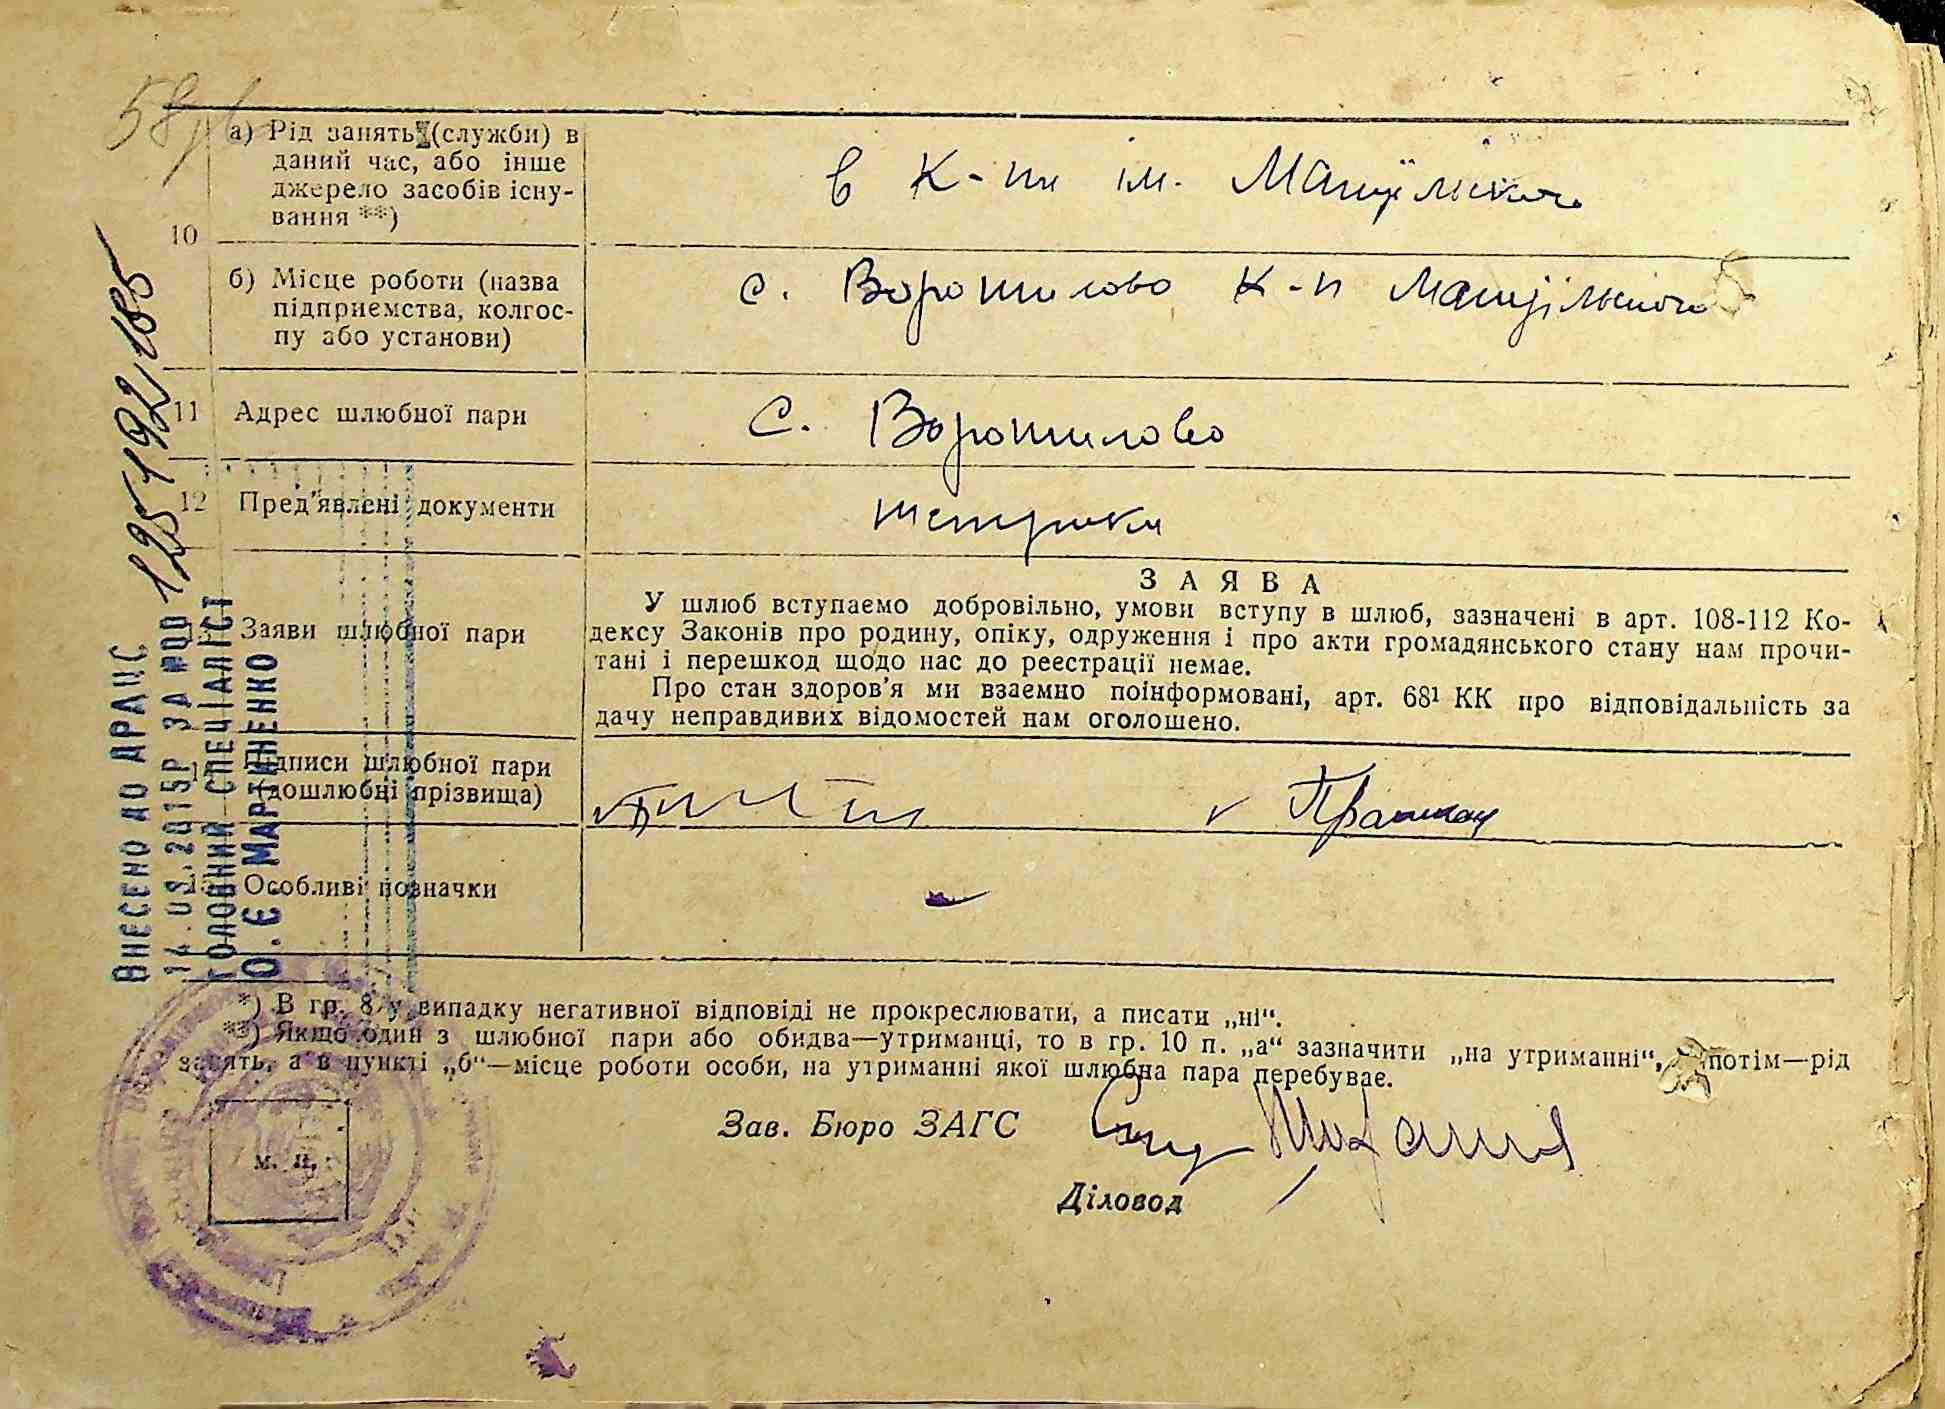 а) Рід занять (служби) в
даний час, або інше
джерело засобів існу-
вання **)
в к-пі ім. Мануїльского
10
б) Місце роботи (назва
підприємства, колгос-
пу або установи)
с. Ворошилово к-п Мануїльского
11 Адрес шлюбної пари
с. Ворошилово
12 Пред'явлені документи
Заяви шлюбної пари
ЗАЯВА
У шлюб вступаємо добровільно, умови вступу в шлюб, зазначені в арт. 108-112 Ко-
дексу Законів про родину, опіку, одруження і про акти громадянського стану нам прочи-
тані і перешкод щодо нас до реєстрації немає.
Про стан здоров'я ми взаємно поінформовані, арт. 68¹ КК про відповідальність за
дачу неправдивих відомостей нам оголошено.
Підписи шлюбної пари
(дошлюбні прізвища)
Особливі позначки
*) В гр. 8 у випадку негативної відповіді не прокреслювати, а писати „ні“.
**) Якщо один з шлюбної пари або обидва—утриманці, то в гр. 10 п. „а“ зазначити „на утриманні“, потім—рід
занять, а в пункті „б“—місце роботи особи, на утриманні якої шлюбна пара перебуває.
Зав. Бюро ЗАГС
Діловод
м. п.
ВНЕСЕНО ДО ДРАЦС
14.02.2015Р ЗА №00125492185
ГОЛОВНИЙ СПЕЦІАЛІСТ
О.Є МАРТИНЕНКО